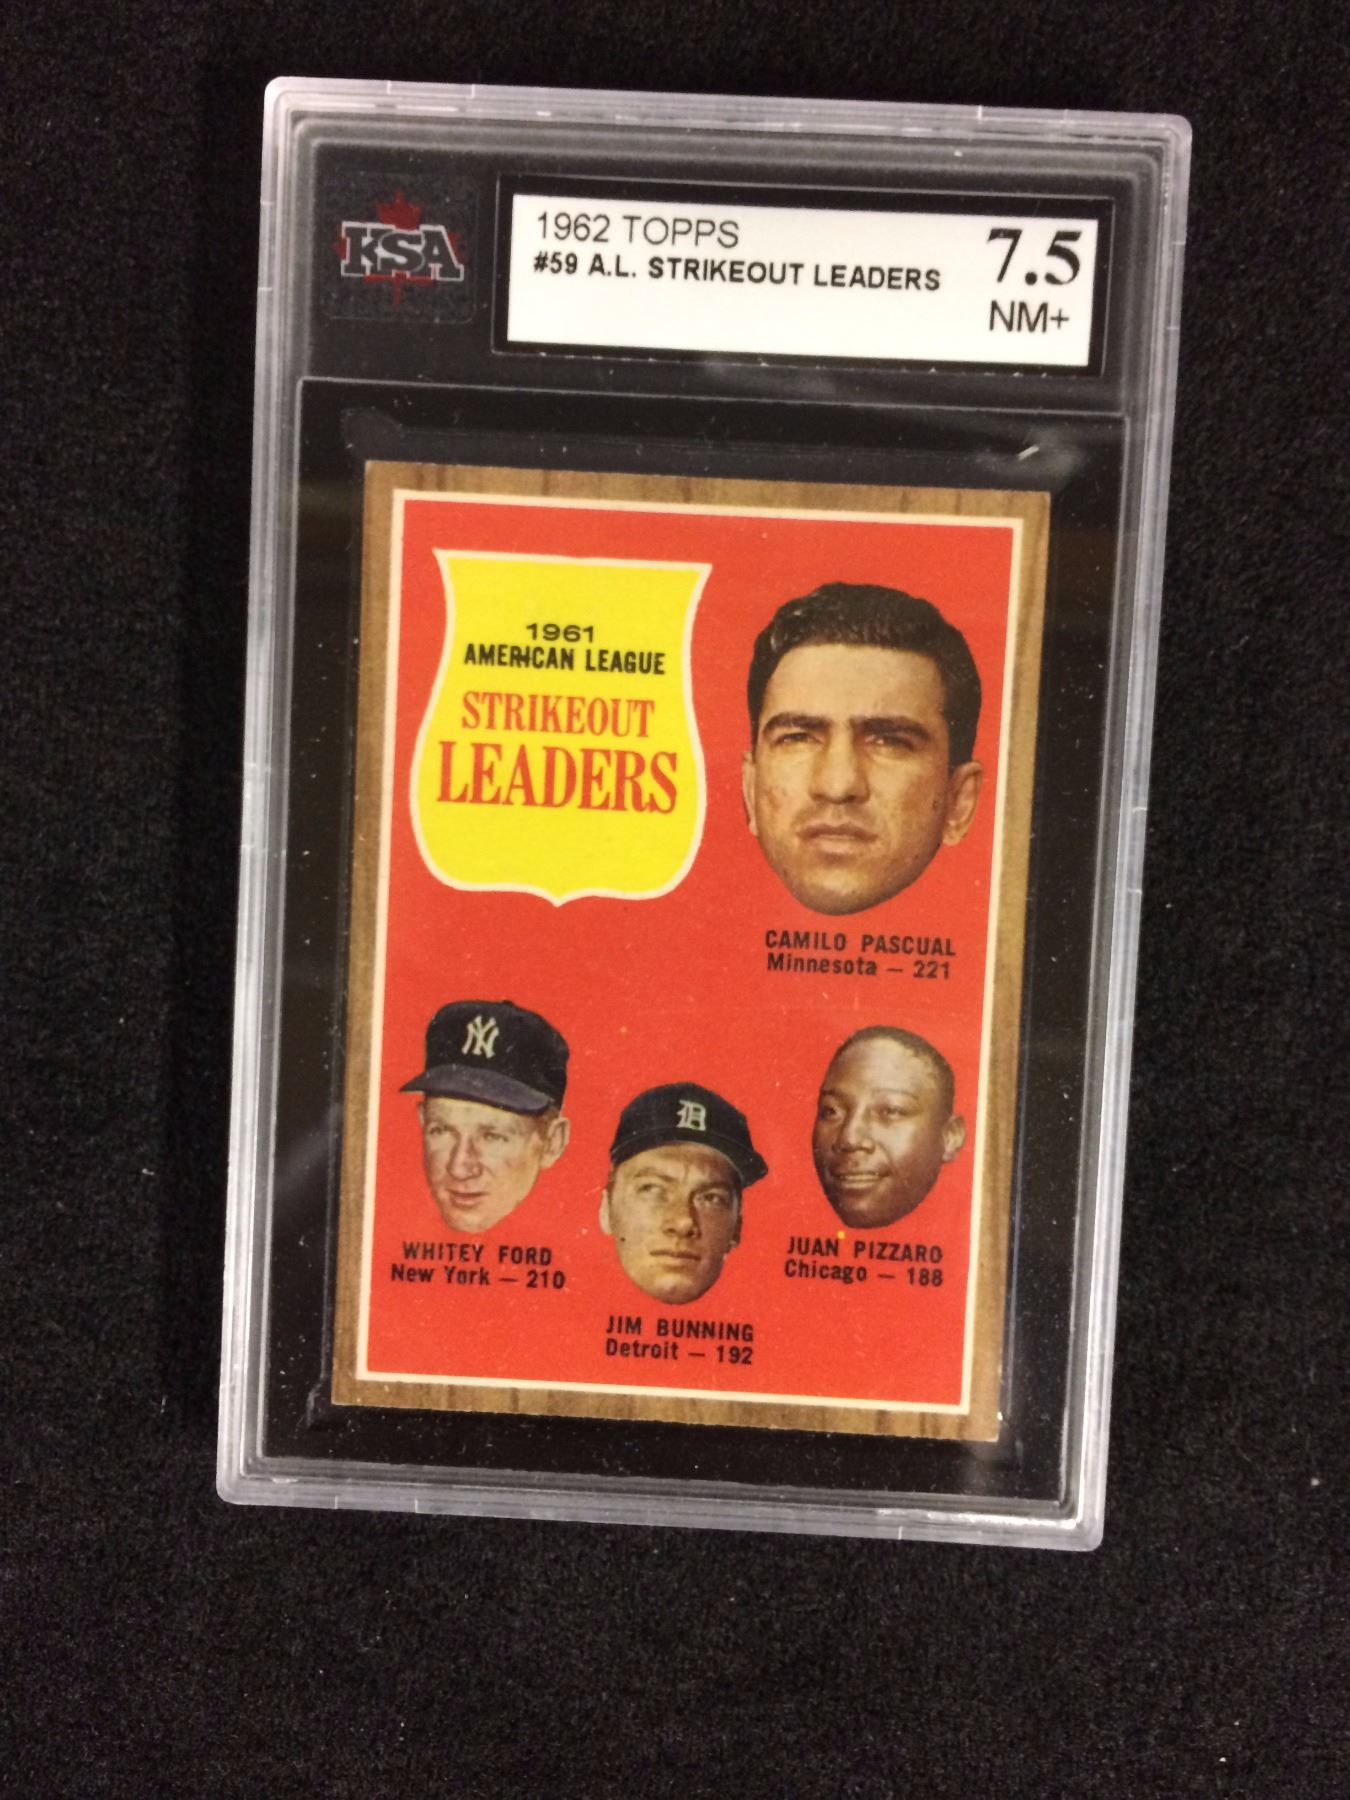 KSA
1962 TOPPS
#59 A.L. STRIKEOUT LEADERS
7.5
NM+
1961
AMERICAN LEAGUE
STRIKEOUT
LEADERS
CAMILO PASCUAL
Minnesota — 221
NY
D
WHITEY FORD
New York — 210
JIM BUNNING
Detroit — 192
JUAN PIZZARO
Chicago — 188